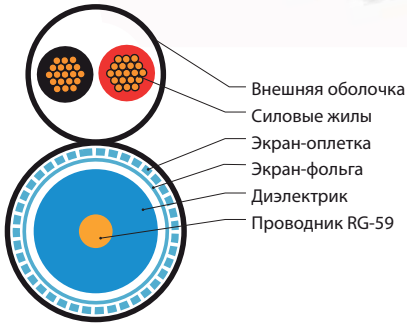 Внешняя оболочка
Силовые жилы
Экран-оплетка
Экран-фольга
Диэлектрик
Проводник RG-59